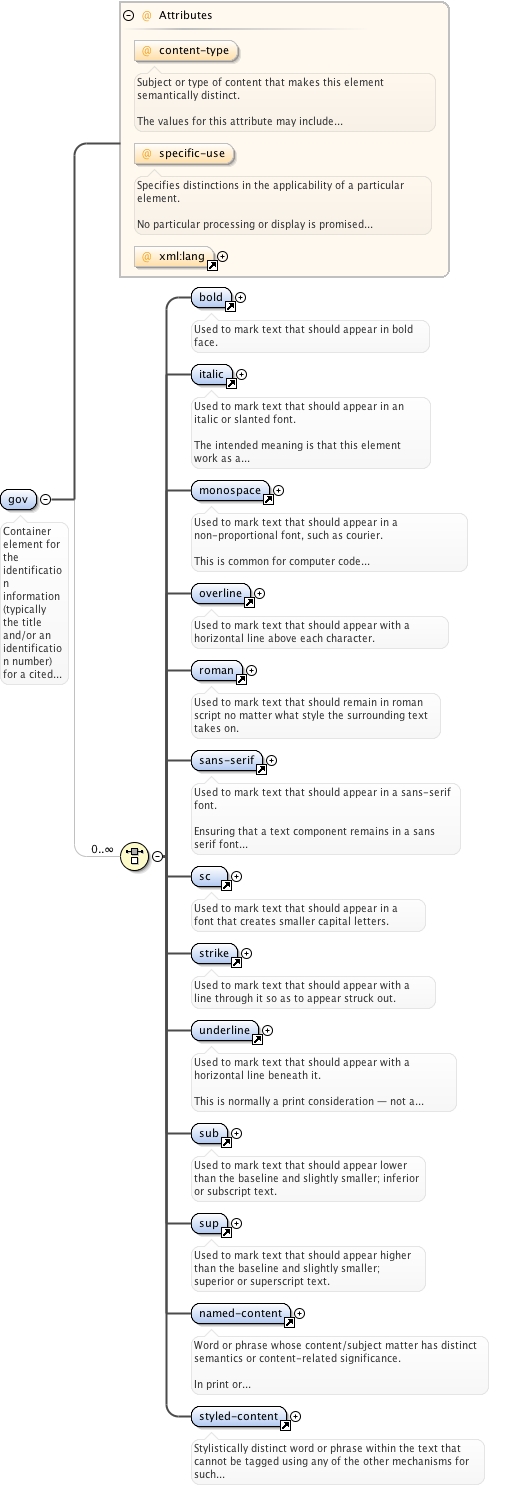 @ Attributes
@ content-type
Subject or type of content that makes this element
semantically distinct.
The values for this attribute may include...
@ specific-use
Specifies distinctions in the applicability of a particular
element.
No particular processing or display is promised...
@ xml:lang
gov
Container
element for
the
identificatio
n
information
(typically
the title
and/or an
identificatio
n number)
for a cited...
0..∞
bold
Used to mark text that should appear in bold
face.
italic
Used to mark text that should appear in an
italic or slanted font.
The intended meaning is that this element
work as a...
monospace
Used to mark text that should appear in a
non-proportional font, such as courier.
This is common for computer code...
overline
Used to mark text that should appear with a
horizontal line above each character.
roman
Used to mark text that should remain in roman
script no matter what style the surrounding text
takes on.
sans-serif
Used to mark text that should appear in a sans-serif
font.
Ensuring that a text component remains in a sans
serif font...
sc
Used to mark text that should appear in a
font that creates smaller capital letters.
strike
Used to mark text that should appear with a
line through it so as to appear struck out.
underline
Used to mark text that should appear with a
horizontal line beneath it.
This is normally a print consideration — not a...
sub
Used to mark text that should appear lower
than the baseline and slightly smaller; inferior
or subscript text.
sup
Used to mark text that should appear higher
than the baseline and slightly smaller;
superior or superscript text.
named-content
Word or phrase whose content/subject matter has distinct
semantics or content-related significance.
In print or...
styled-content
Stylistically distinct word or phrase within the text that
cannot be tagged using any of the other mechanisms for
such...